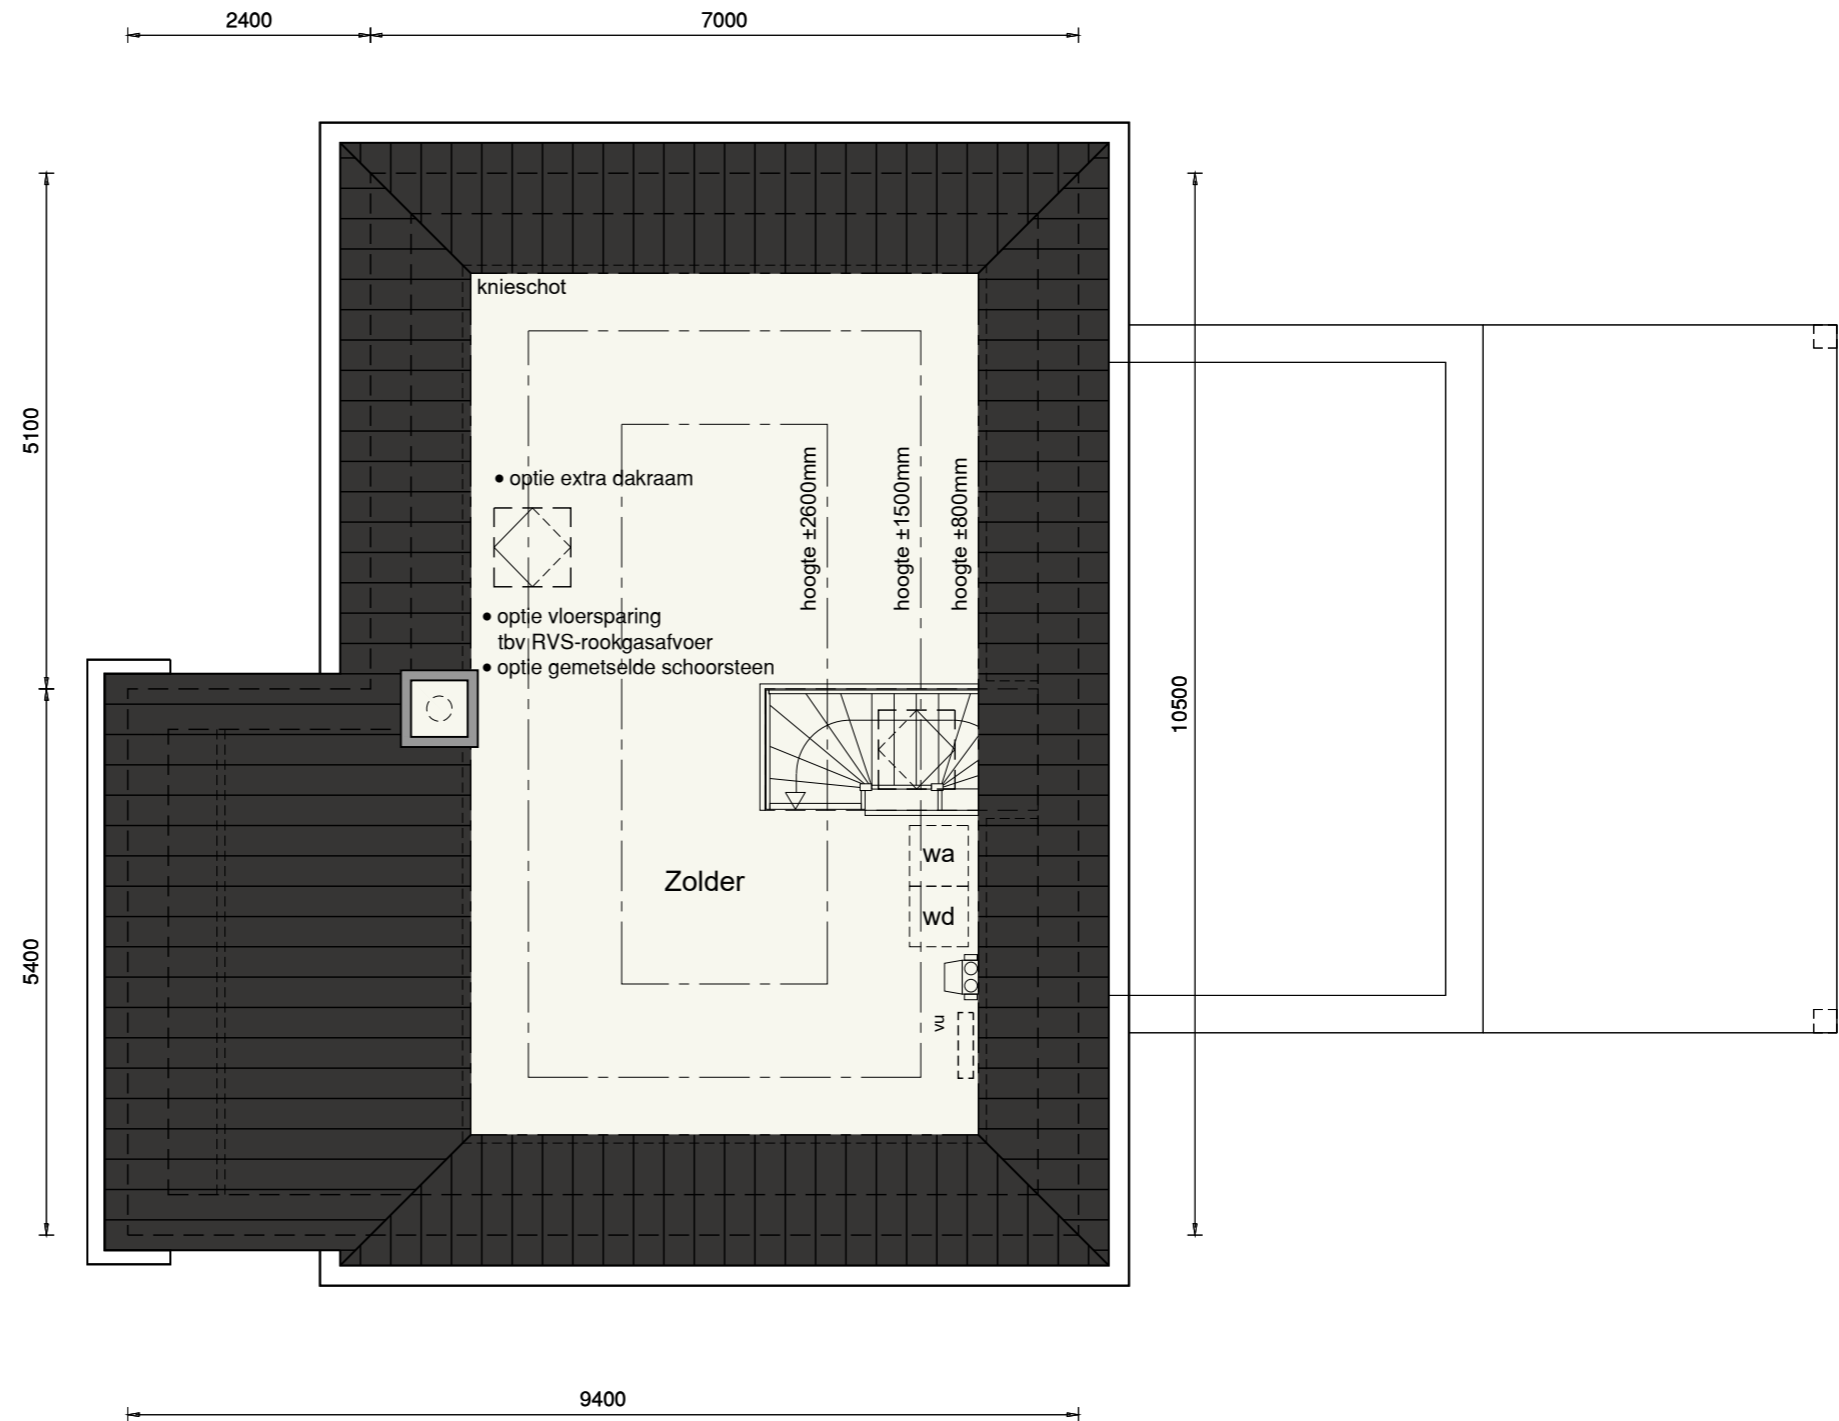 2400
7000
knieschot
5100
• optie extra dakraam
hoogte ±2600mm
hoogte ±1500mm
hoogte ±800mm
• optie vloersparing
tbv RVS-rookgasafvoer
• optie gemetselde schoorsteen
10500
wa
Zolder
wd
5400
vu
9400